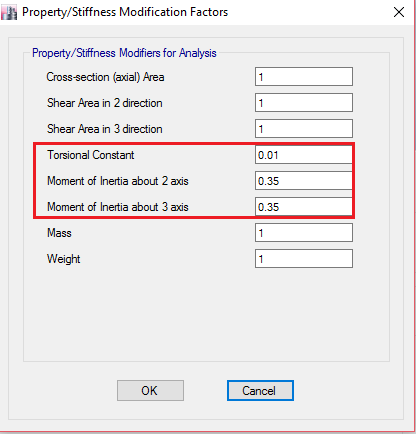 Property/Stiffness Modification Factors
Property/Stiffness Modifiers for Analysis
Cross-section (axial) Area 1
Shear Area in 2 direction 1
Shear Area in 3 direction 1
Torsional Constant 0.01
Moment of Inertia about 2 axis 0.35
Moment of Inertia about 3 axis 0.35
Mass 1
Weight 1
OK Cancel